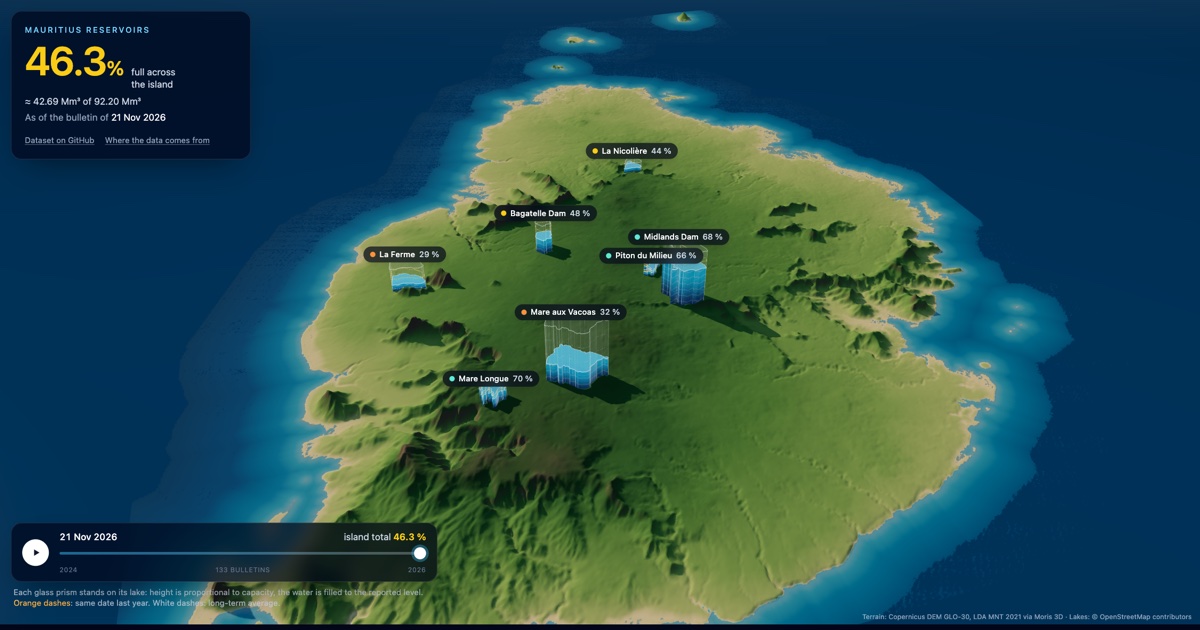 MAURITIUS RESERVOIRS
46.3% full across
the island
≈ 42.69 Mm³ of 92.20 Mm³
As of the bulletin of 21 Nov 2026
Dataset on GitHub Where the data comes from
La Nicolière 44 %
Bagatelle Dam 48 %
Midlands Dam 68 %
La Ferme 29 %
Piton du Milieu 66 %
Mare aux Vacoas 32 %
Mare Longue 70 %
21 Nov 2026 island total 46.3 %
2024 133 BULLETINS 2026
Each glass prism stands on its lake: height is proportional to capacity, the water is filled to the reported level.
Orange dashes: same date last year. White dashes: long-term average.
Terrain: Copernicus DEM GLO-30, LDA MNT 2021 via Moris 3D · Lakes: © OpenStreetMap contributors